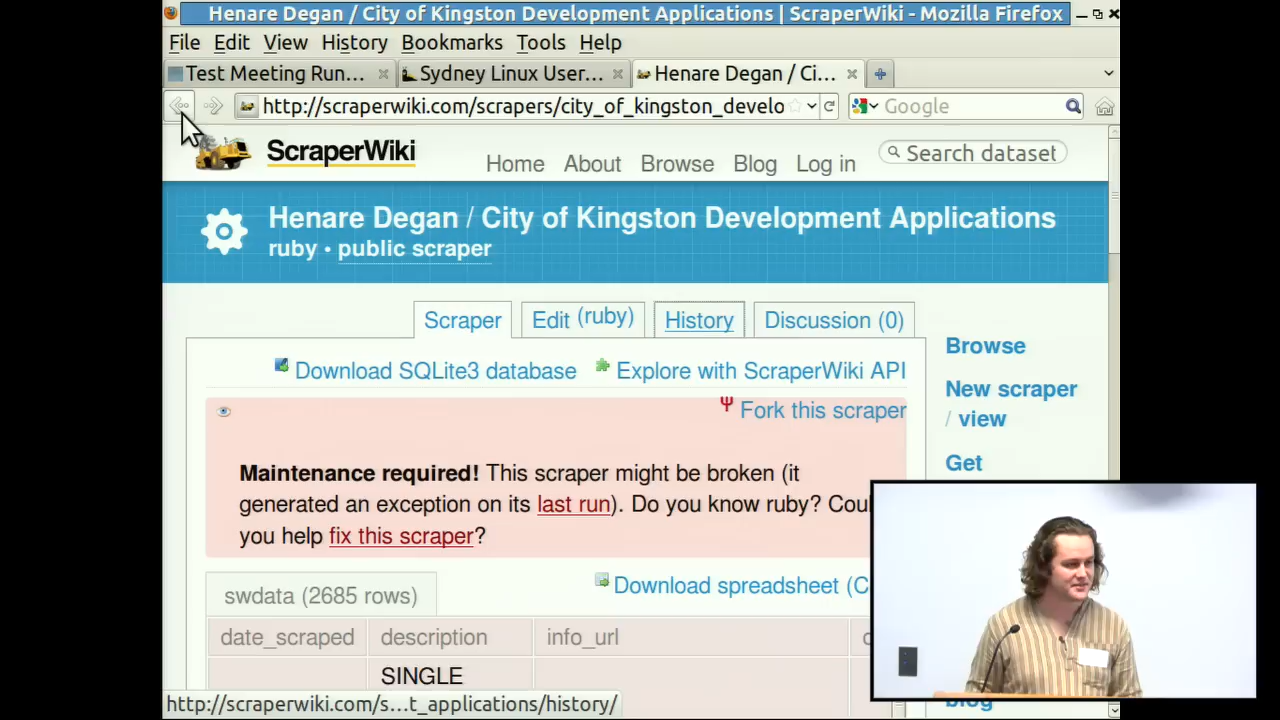 Henare Degan / City of Kingston Development Applications | ScraperWiki - Mozilla Firefox
File Edit View History Bookmarks Tools Help
Test Meeting Run... Sydney Linux User... Henare Degan / Ci...
http://scraperwiki.com/scrapers/city_of_kingston_develo Google
ScraperWiki Home About Browse Blog Log in Search dataset
Henare Degan / City of Kingston Development Applications
ruby • public scraper
Scraper Edit (ruby) History Discussion (0)
Browse
Download SQLite3 database Explore with ScraperWiki API
New scraper
/ view
Fork this scraper
Get
Maintenance required! This scraper might be broken (it
generated an exception on its last run). Do you know ruby? Cou
you help fix this scraper?
swdata (2685 rows) Download spreadsheet (C
date_scraped description info_url
SINGLE
blog
http://scraperwiki.com/s...t_applications/history/